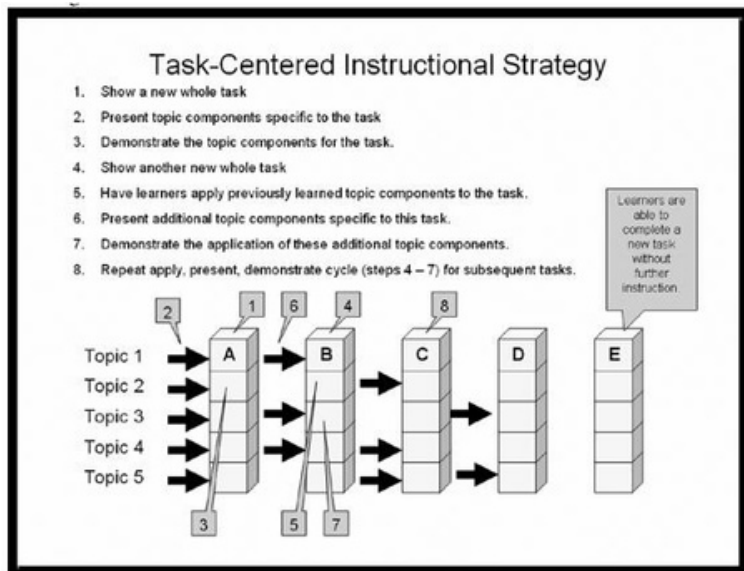 Task-Centered Instructional Strategy
1. Show a new whole task
2. Present topic components specific to the task
3. Demonstrate the topic components for the task.
4. Show another new whole task
5. Have learners apply previously learned topic components to the task.
6. Present additional topic components specific to this task.
7. Demonstrate the application of these additional topic components.
8. Repeat apply, present, demonstrate cycle (steps 4 – 7) for subsequent tasks.
Learners are
able to
complete a
new task
without
further
instruction.
2
1
6
4
8
Topic 1
A
B
C
D
E
Topic 2
Topic 3
Topic 4
Topic 5
3
5
7